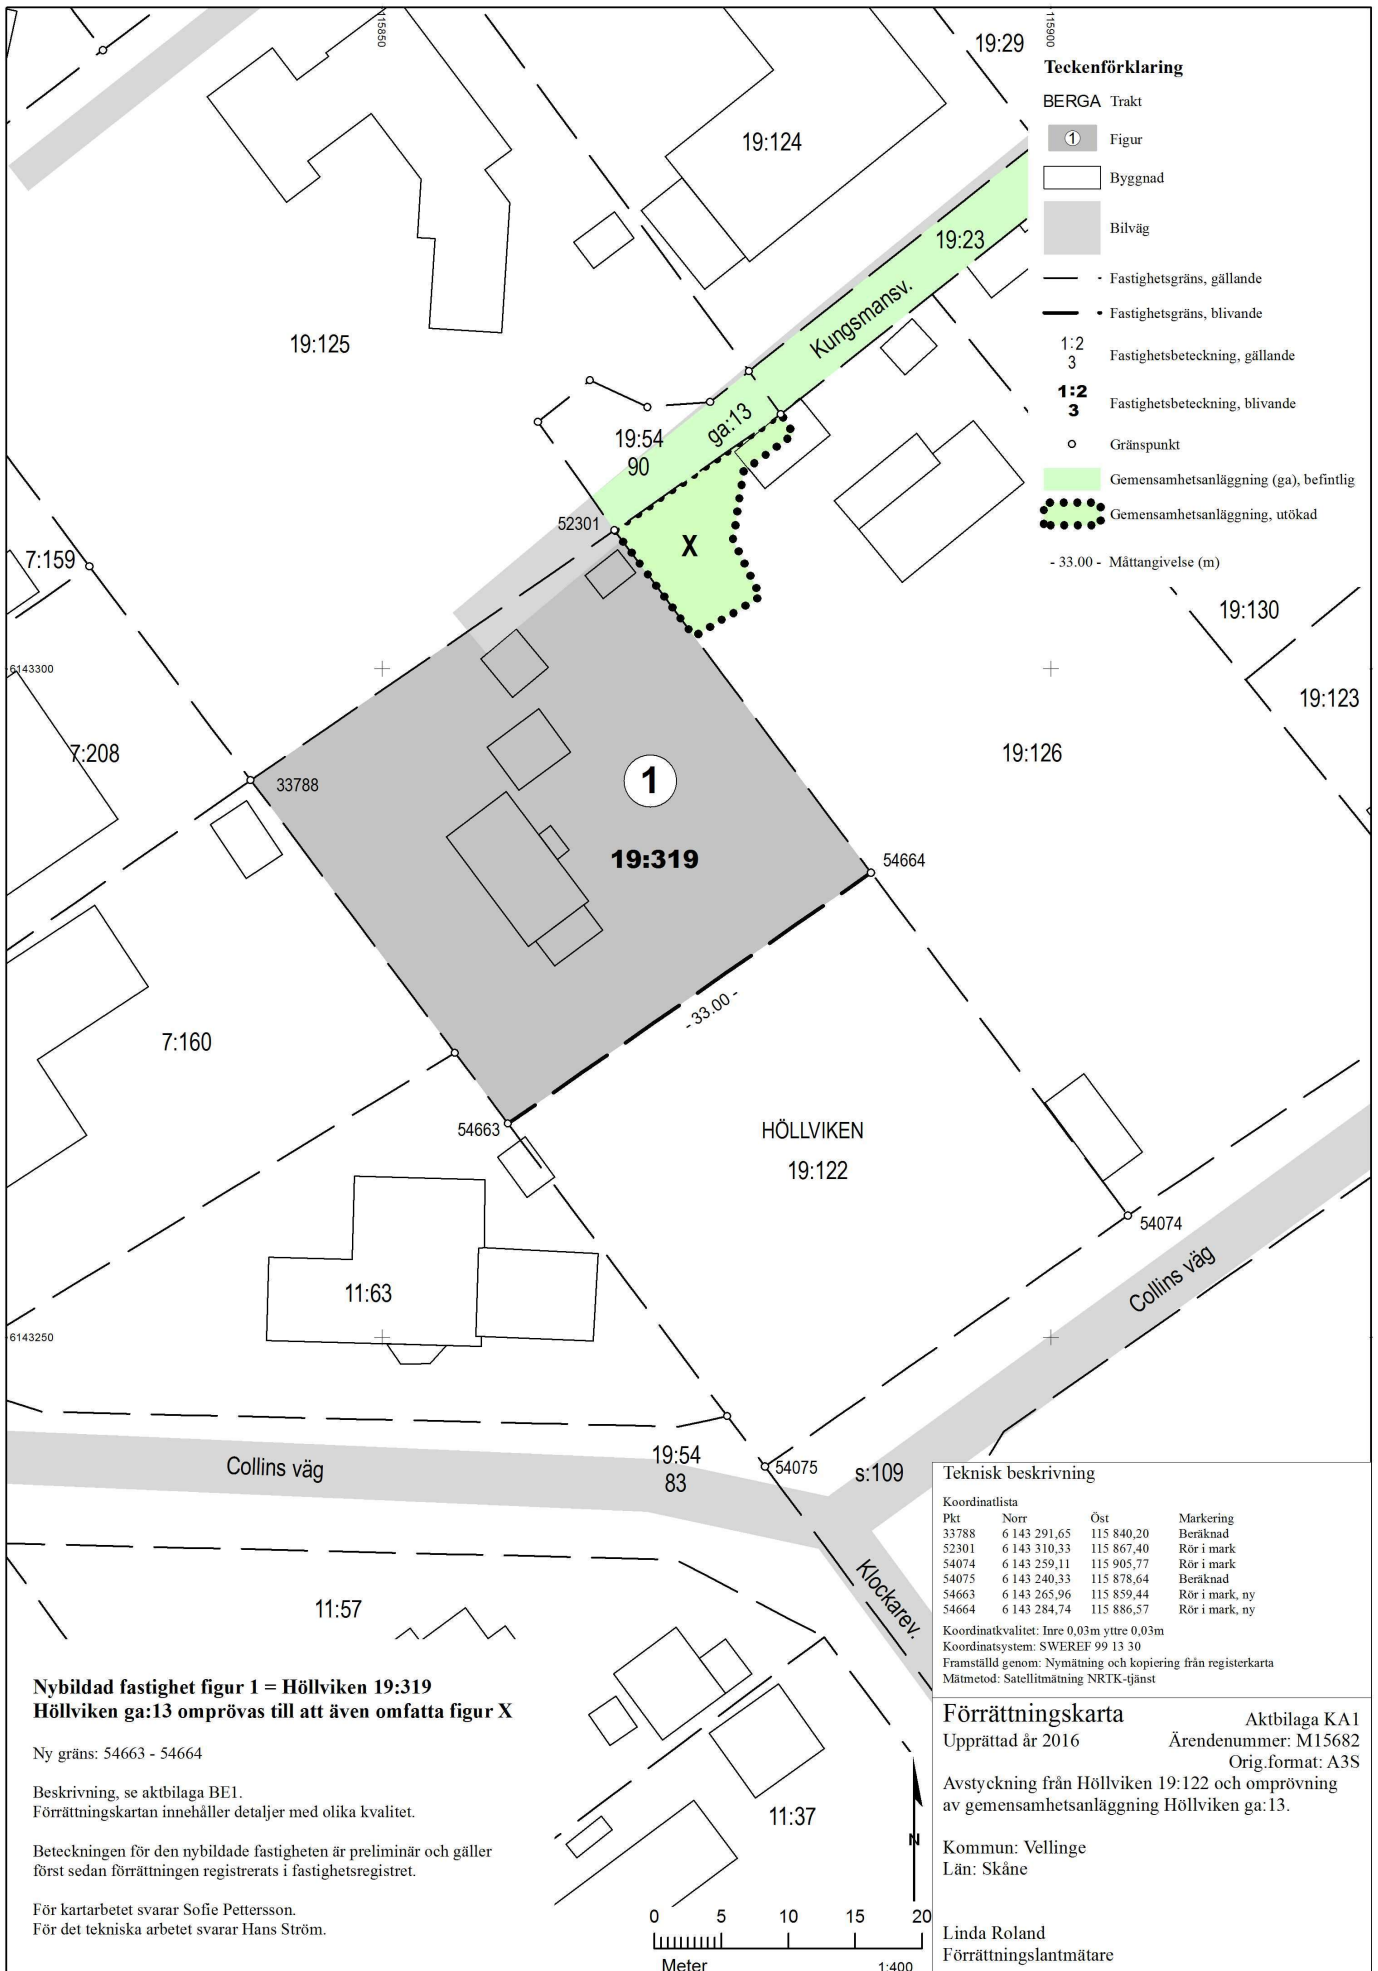 115850
115900
19:29
Teckenförklaring
BERGA Trakt
1 Figur
Byggnad
Bilväg
Fastighetsgräns, gällande
Fastighetsgräns, blivande
1:2
3
Fastighetsbeteckning, gällande
1:2
3
Fastighetsbeteckning, blivande
Gränspunkt
Gemensamhetsanläggning (ga), befintlig
Gemensamhetsanläggning, utökad
- 33.00 - Måttangivelse (m)
19:124
19:23
Kungsmansv.
19:125
ga:13
19:54
90
52301
X
7:159
19:130
6143300
19:123
7:208
19:126
33788
1
19:319
54664
- 33.00 -
7:160
54663
HÖLLVIKEN
19:122
54074
Collins väg
11:63
6143250
Collins väg
19:54
83
54075
s:109
Klockarev.
11:57
11:37
Teknisk beskrivning
Koordinatlista
Pkt Norr Öst Markering
33788 6 143 291,65 115 840,20 Beräknad
52301 6 143 310,33 115 867,40 Rör i mark
54074 6 143 259,11 115 905,77 Rör i mark
54075 6 143 240,33 115 878,64 Beräknad
54663 6 143 265,96 115 859,44 Rör i mark, ny
54664 6 143 284,74 115 886,57 Rör i mark, ny
Koordinatkvalitet: Inre 0,03m yttre 0,03m
Koordinatsystem: SWEREF 99 13 30
Framställd genom: Nymätning och kopiering från registerkarta
Mätmetod: Satellitmätning NRTK-tjänst
Nybildad fastighet figur 1 = Höllviken 19:319
Höllviken ga:13 omprövas till att även omfatta figur X
Ny gräns: 54663 - 54664
Beskrivning, se aktbilaga BE1.
Förrättningskartan innehåller detaljer med olika kvalitet.
Beteckningen för den nybildade fastigheten är preliminär och gäller
först sedan förrättningen registrerats i fastighetsregistret.
För kartarbetet svarar Sofie Pettersson.
För det tekniska arbetet svarar Hans Ström.
N
0 5 10 15 20
Meter
1:400
Förrättningskarta
Aktbilaga KA1
Upprättad år 2016
Ärendenummer: M15682
Orig.format: A3S
Avstyckning från Höllviken 19:122 och omprövning
av gemensamhetsanläggning Höllviken ga:13.
Kommun: Vellinge
Län: Skåne
Linda Roland
Förrättningslantmätare